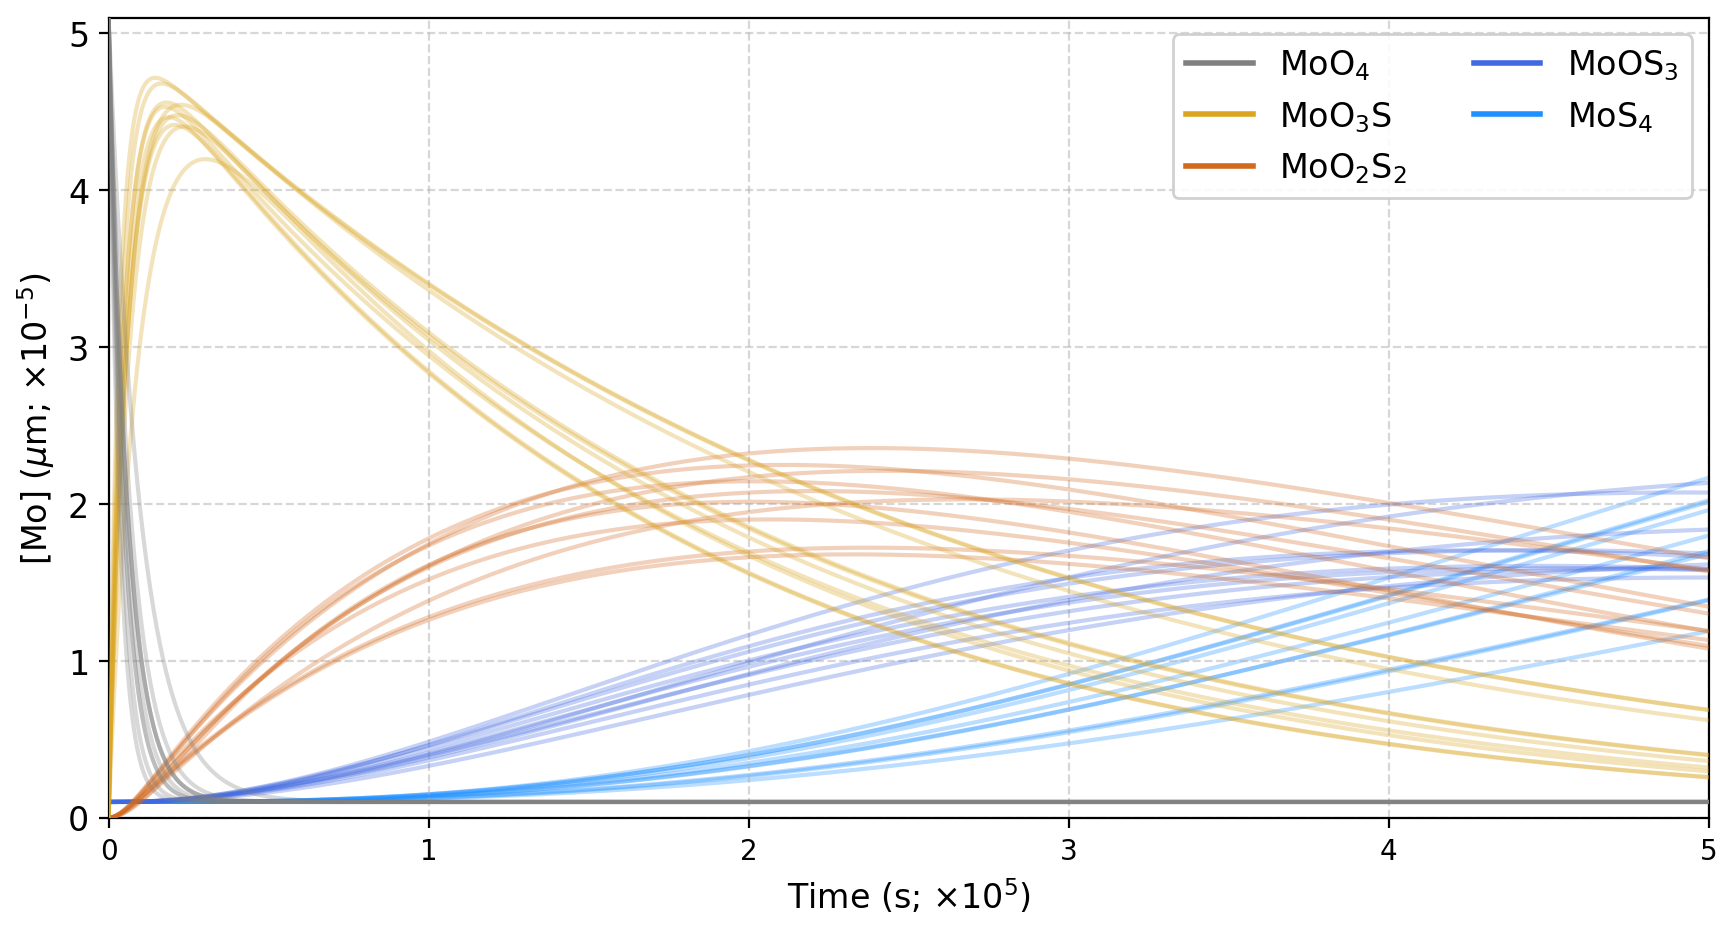 5
4
3
2
1
0
[Mo] (μm; ×10⁻⁵)
MoO₄
MoO₃S
MoO₂S₂
MoOS₃
MoS₄
0 1 2 3 4 5
Time (s; ×10⁵)